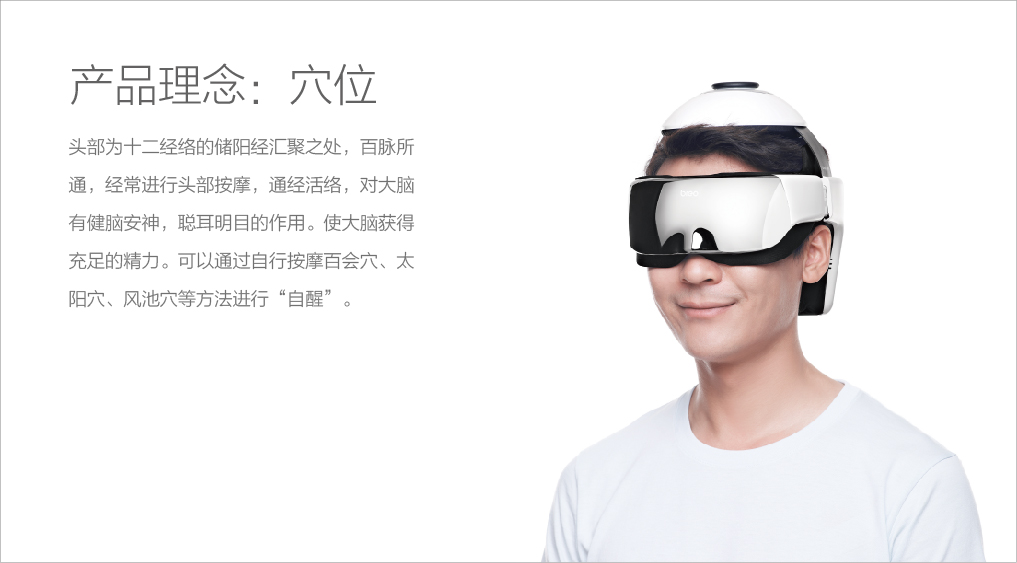 产品理念：穴位
头部为十二经络的储阳经汇聚之处，百脉所
通，经常进行头部按摩，通经活络，对大脑
有健脑安神，聪耳明目的作用。使大脑获得
充足的精力。可以通过自行按摩百会穴、太
阳穴、风池穴等方法进行“自醒”。